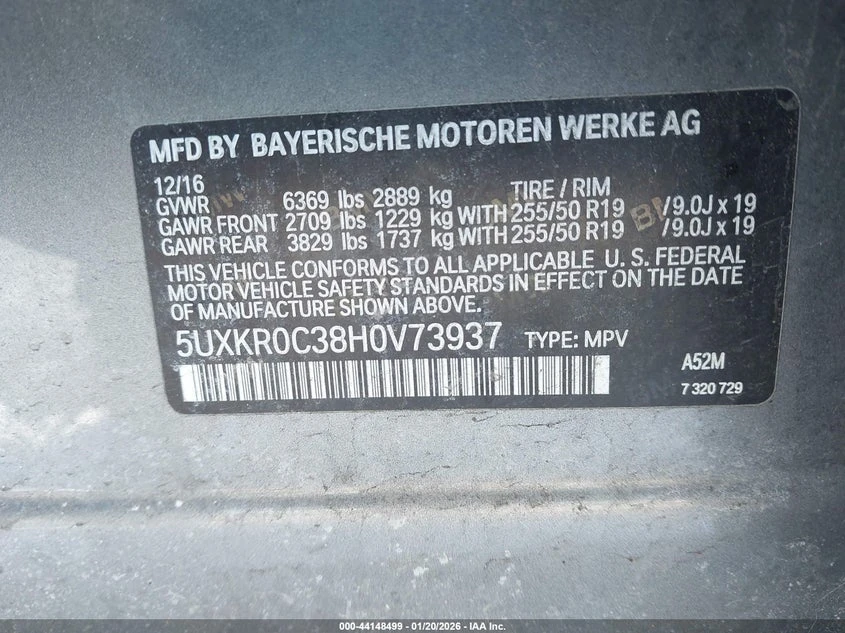 MFD BY BAYERISCHE MOTOREN WERKE AG
12/16 TIRE / RIM
GVWR 6369 lbs 2889 kg
GAWR FRONT 2709 lbs 1229 kg WITH 255/50 R19 /9.0J x 19
GAWR REAR 3829 lbs 1737 kg WITH 255/50 R19 /9.0J x 19
THIS VEHICLE CONFORMS TO ALL APPLICABLE U. S. FEDERAL
MOTOR VEHICLE SAFETY STANDARDS IN EFFECT ON THE DATE
OF MANUFACTURE SHOWN ABOVE.
5UXKR0C38H0V73937 TYPE: MPV
A52M
7 320 729
000-44148499 | 01/20/2026 - IAA Inc.